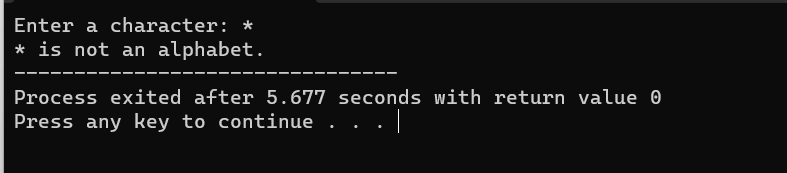 Enter a character: *
* is not an alphabet.
--------------------------------
Process exited after 5.677 seconds with return value 0
Press any key to continue . . .